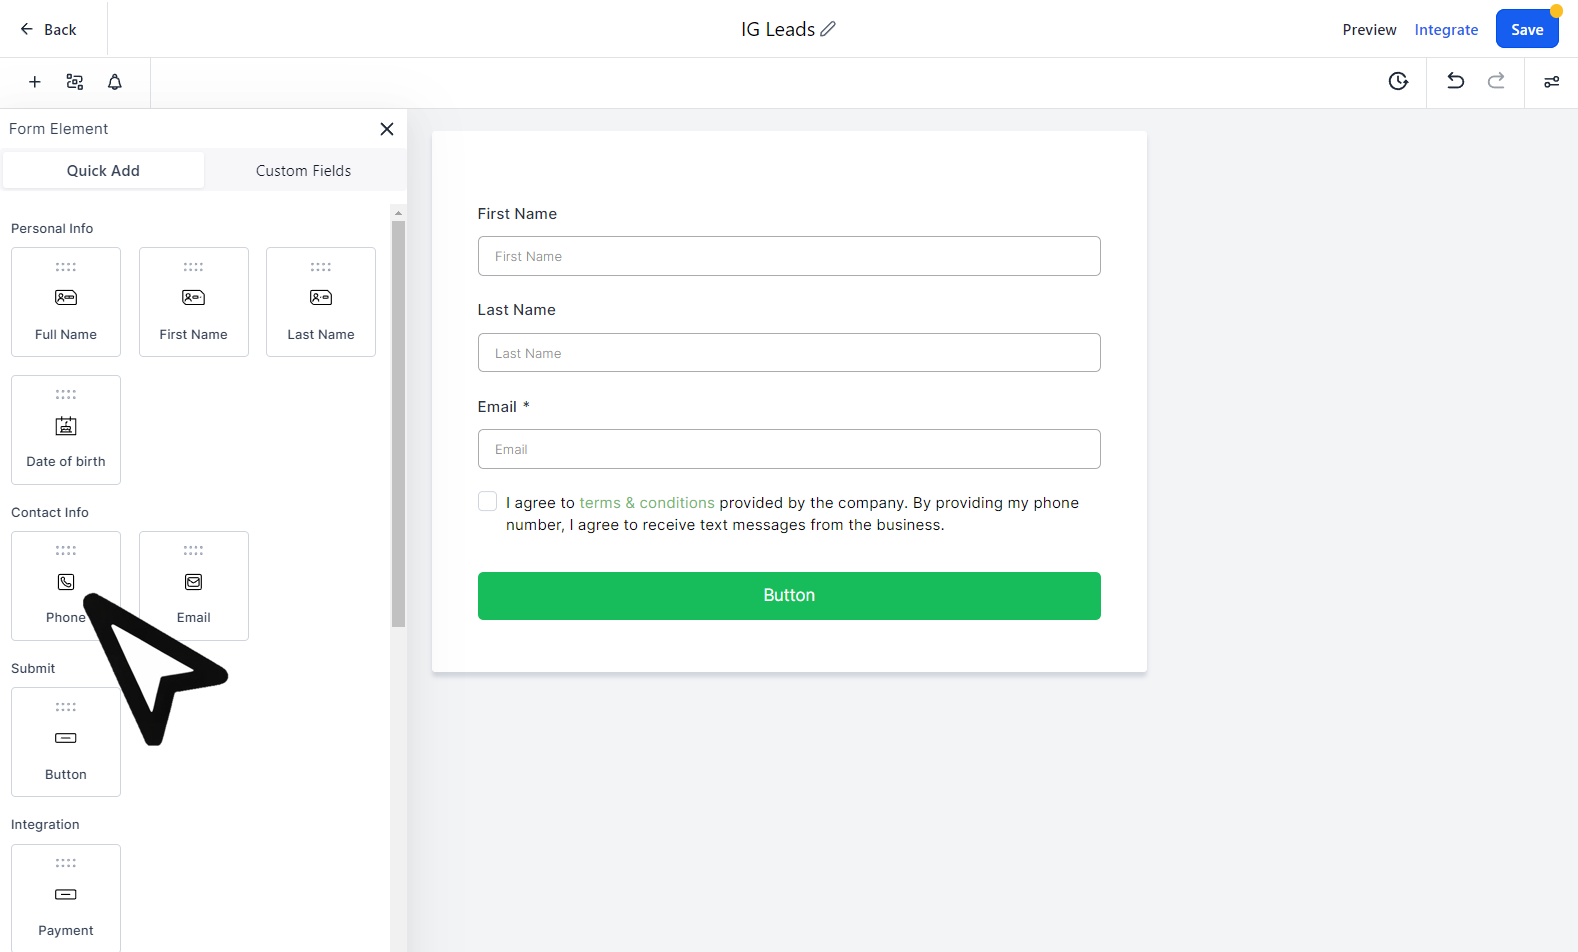 Back
IG Leads
Preview
Integrate
Save
Form Element
Quick Add
Custom Fields
Personal Info
Full Name
First Name
Last Name
Date of birth
Contact Info
Phone
Email
Submit
Button
Integration
Payment
First Name
First Name
Last Name
Last Name
Email *
Email
I agree to terms & conditions provided by the company. By providing my phone
number, I agree to receive text messages from the business.
Button